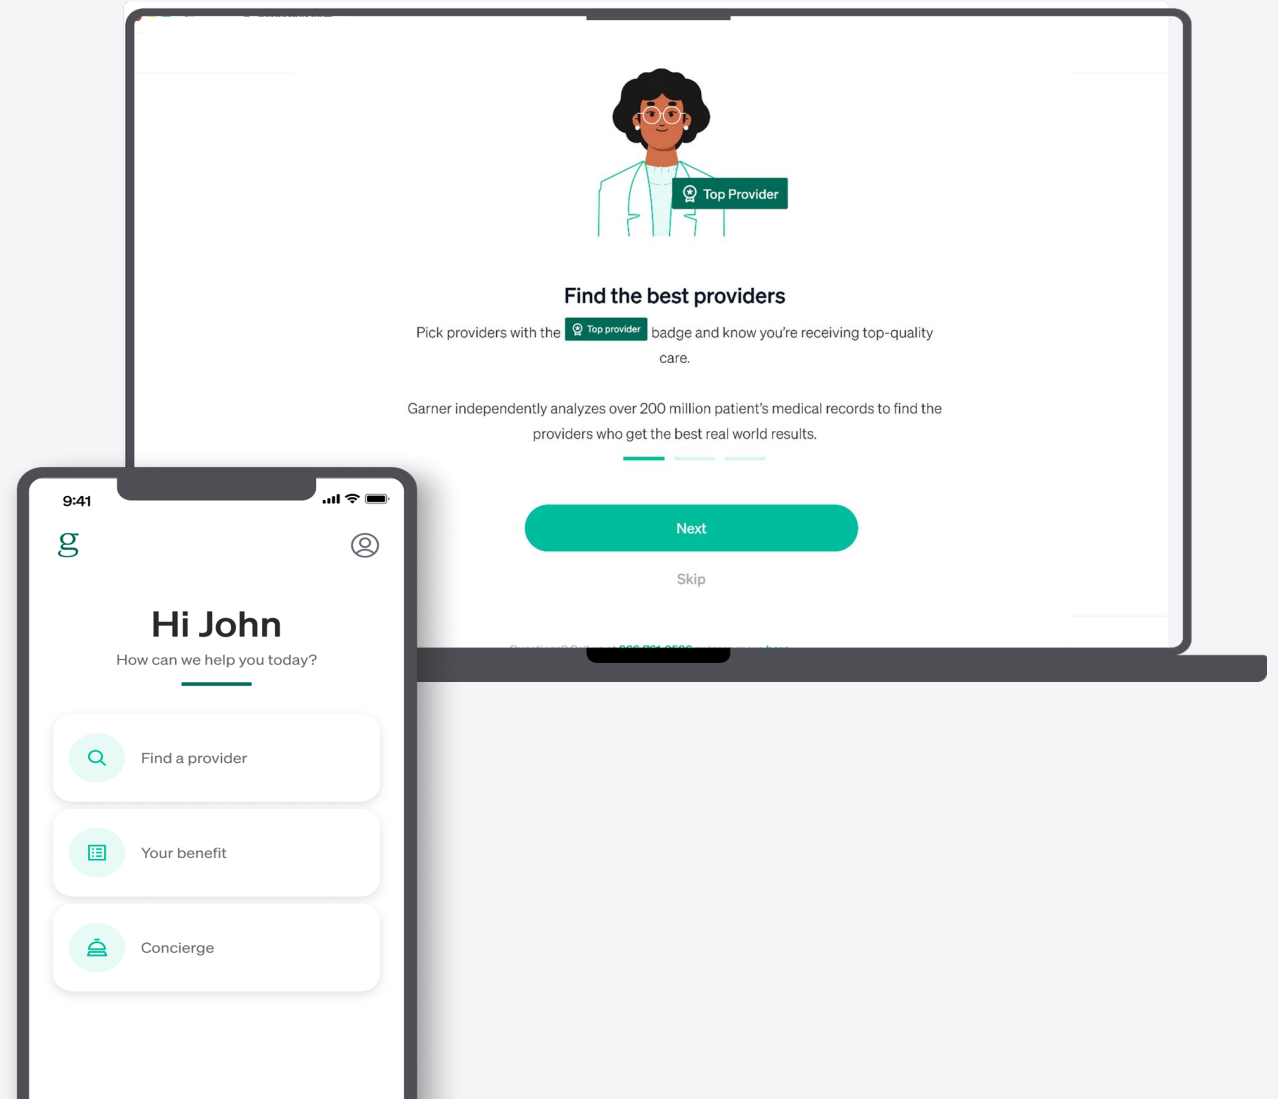 Top Provider
Find the best providers
Pick providers with the Top provider badge and know you're receiving top-quality
care.
Garner independently analyzes over 200 million patient's medical records to find the
providers who get the best real world results.
Next
Skip
9:41
g
Hi John
How can we help you today?
Find a provider
Your benefit
Concierge